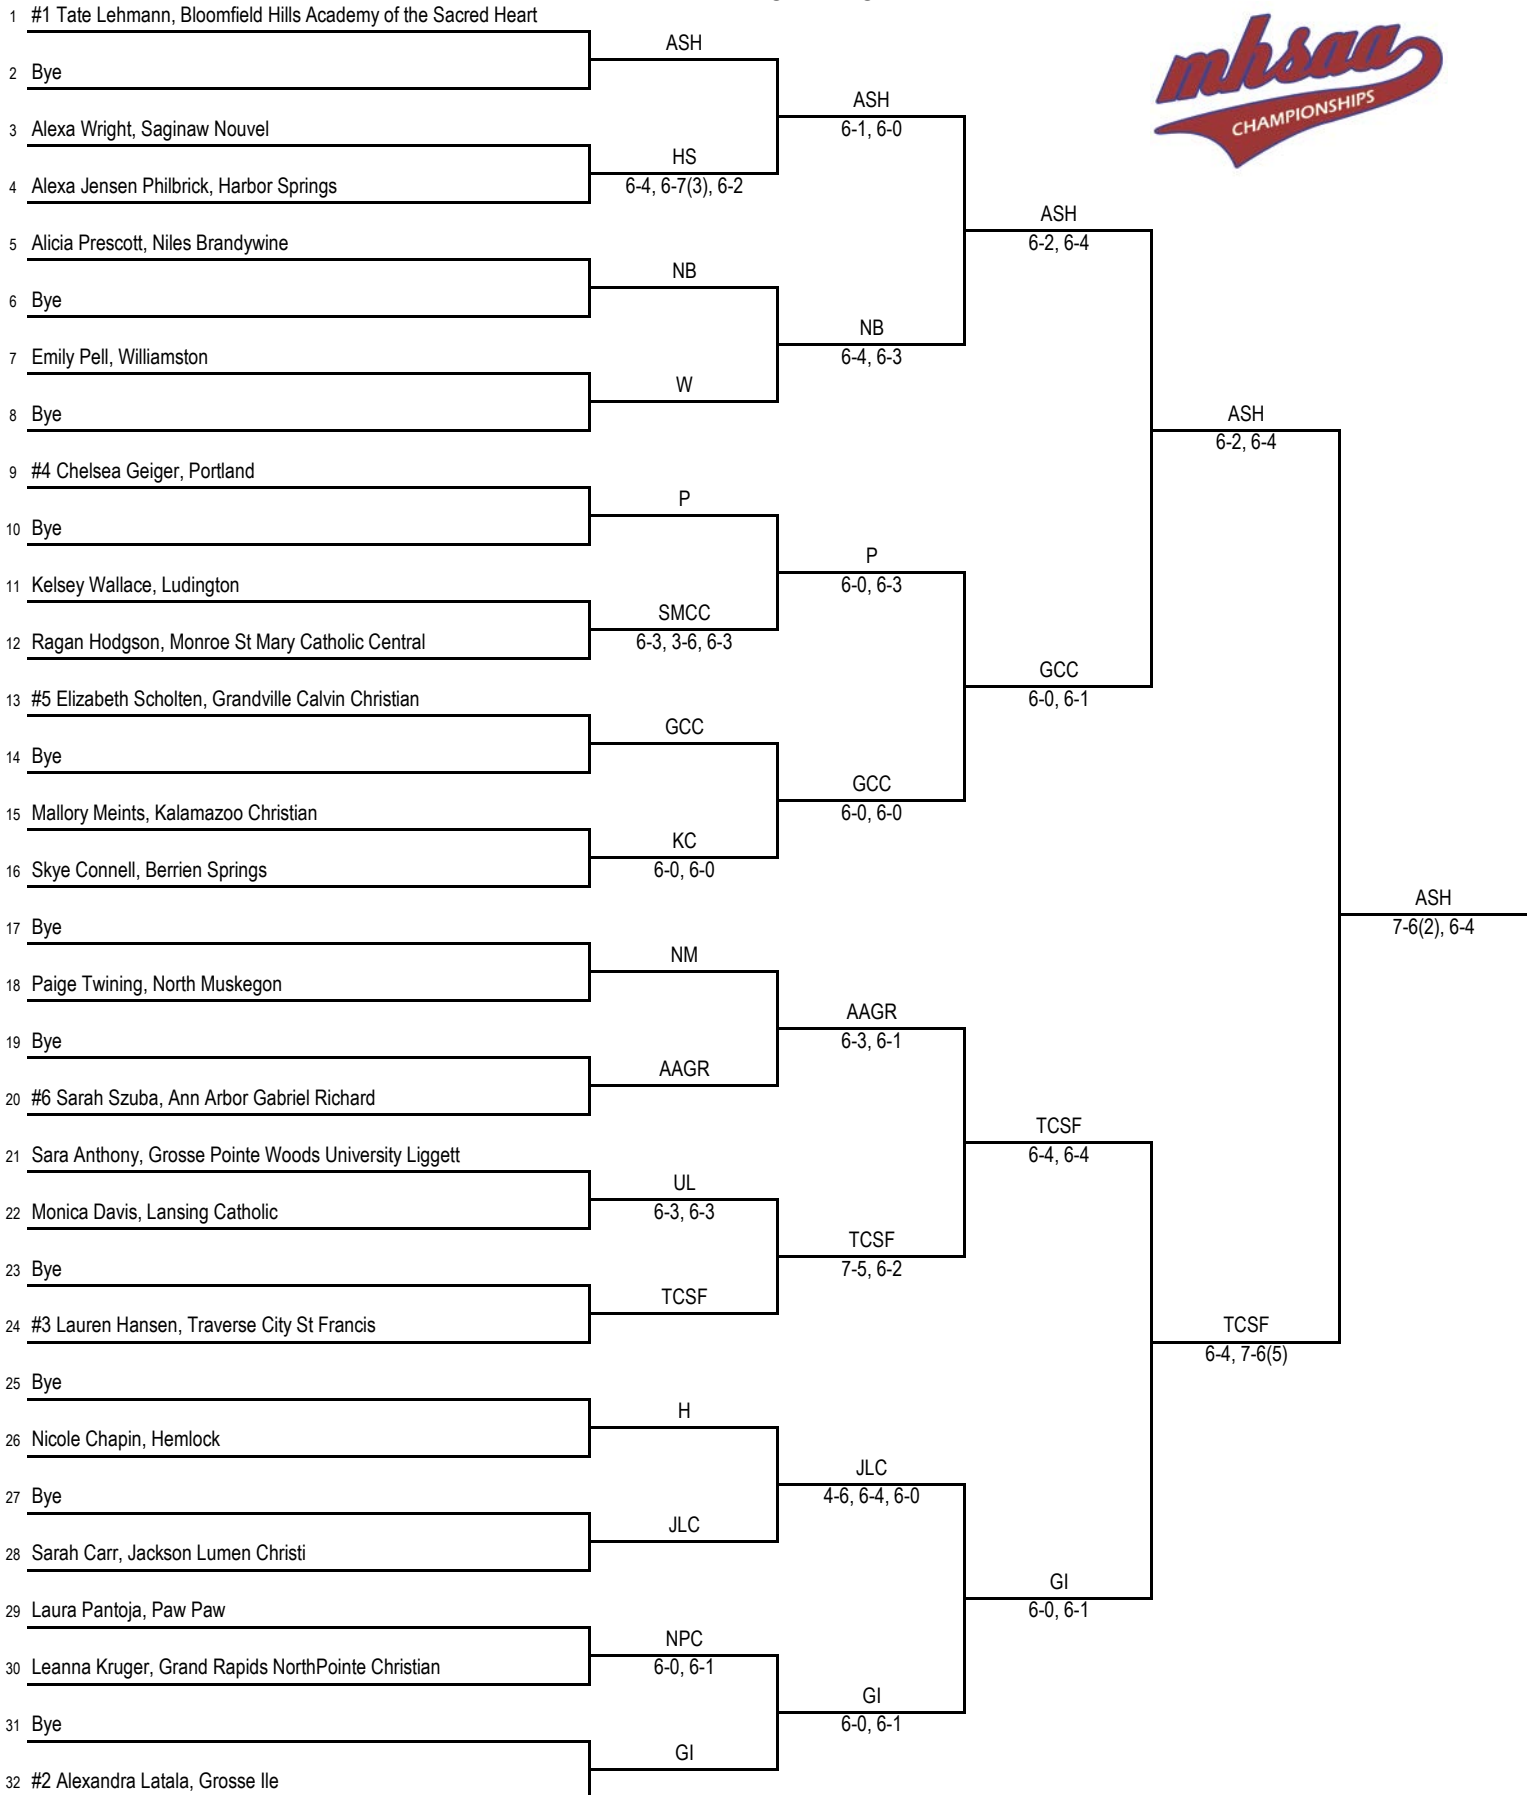 1 #1 Tate Lehmann, Bloomfield Hills Academy of the Sacred Heart
2 Bye
3 Alexa Wright, Saginaw Nouvel
4 Alexa Jensen Philbrick, Harbor Springs
5 Alicia Prescott, Niles Brandywine
6 Bye
7 Emily Pell, Williamston
8 Bye
9 #4 Chelsea Geiger, Portland
10 Bye
11 Kelsey Wallace, Ludington
12 Ragan Hodgson, Monroe St Mary Catholic Central
13 #5 Elizabeth Scholten, Grandville Calvin Christian
14 Bye
15 Mallory Meints, Kalamazoo Christian
16 Skye Connell, Berrien Springs
17 Bye
18 Paige Twining, North Muskegon
19 Bye
20 #6 Sarah Szuba, Ann Arbor Gabriel Richard
21 Sara Anthony, Grosse Pointe Woods University Liggett
22 Monica Davis, Lansing Catholic
23 Bye
24 #3 Lauren Hansen, Traverse City St Francis
25 Bye
26 Nicole Chapin, Hemlock
27 Bye
28 Sarah Carr, Jackson Lumen Christi
29 Laura Pantoja, Paw Paw
30 Leanna Kruger, Grand Rapids NorthPointe Christian
31 Bye
32 #2 Alexandra Latala, Grosse Ile
ASH
HS
6-4, 6-7(3), 6-2
NB
W
P
SMCC
6-3, 3-6, 6-3
GCC
KC
6-0, 6-0
NM
AAGR
UL
6-3, 6-3
TCSF
H
JLC
NPC
6-0, 6-1
GI
ASH
6-1, 6-0
NB
6-4, 6-3
P
6-0, 6-3
GCC
6-0, 6-0
AAGR
6-3, 6-1
TCSF
7-5, 6-2
JLC
4-6, 6-4, 6-0
GI
6-0, 6-1
ASH
6-2, 6-4
GCC
6-0, 6-1
TCSF
6-4, 6-4
GI
6-0, 6-1
ASH
6-2, 6-4
TCSF
6-4, 7-6(5)
ASH
7-6(2), 6-4
mhsaa
CHAMPIONSHIPS